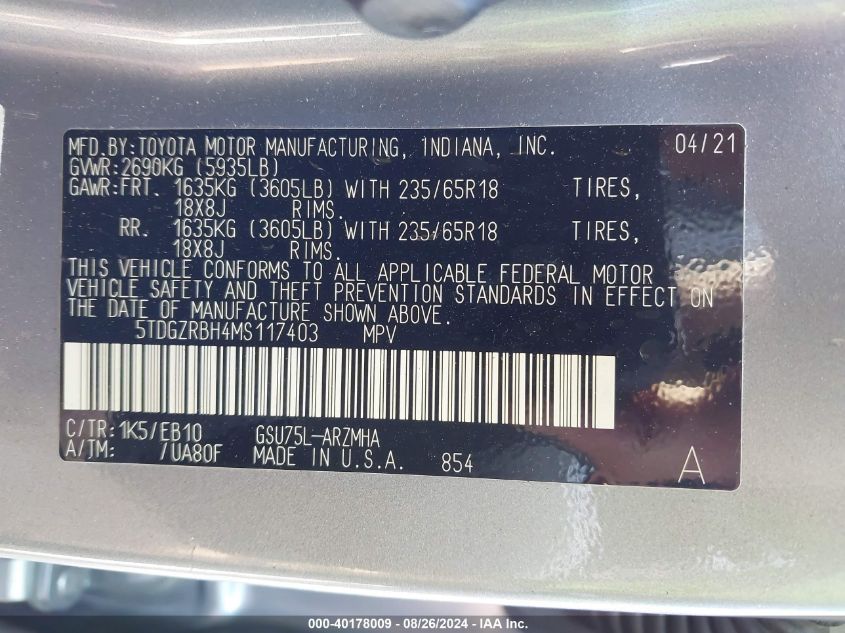 MFD.BY:TOYOTA MOTOR MANUFACTURING, INDIANA, INC. 04/21
GVWR:2690KG (5935LB)
GAWR:FRT. 1635KG (3605LB) WITH 235/65R18 TIRES,
18X8J RIMS.
RR. 1635KG (3605LB) WITH 235/65R18 TIRES,
18X8J RIMS.
THIS VEHICLE CONFORMS TO ALL APPLICABLE FEDERAL MOTOR
VEHICLE SAFETY AND THEFT PREVENTION STANDARDS IN EFFECT ON
THE DATE OF MANUFACTURE SHOWN ABOVE.
5TDGZRBH4MS117403 MPV
C/TR:1K5/EB10 GSU75L-ARZMHA
A/TM: /UA80F MADE IN U.S.A. 854 A
000-40178009 - 08/26/2024 - IAA Inc.